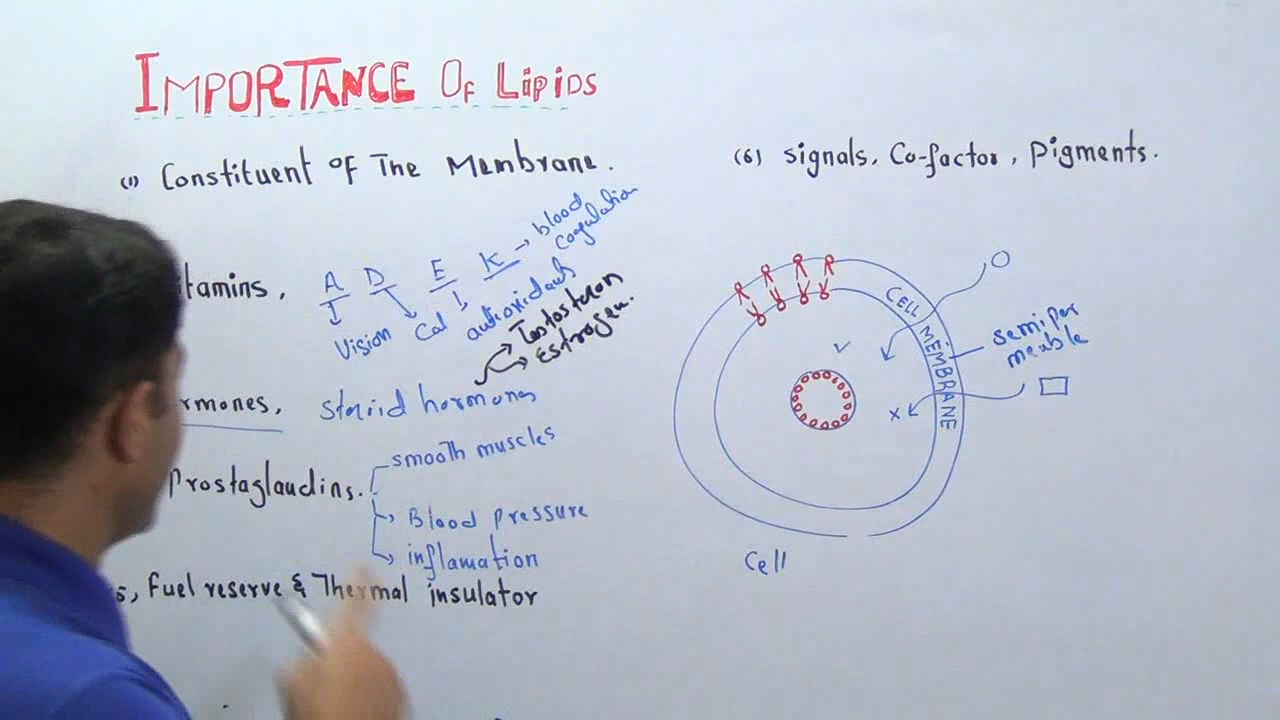 IMPORTANCE Of Lipids
(1) Constituent of The Membrane.
itamins, A D E K → blood coagulation
Vision Cal antioxidants
Testosteron
Estrogen.
rmones, steroid hormones
Prostaglandins. smooth muscles
Blood pressure
inflamation
5, Fuel reserve & Thermal insulator
(6) signals, Co-factor, Pigments.
CELL MEMBRANE
semiper
meable
x
Cell